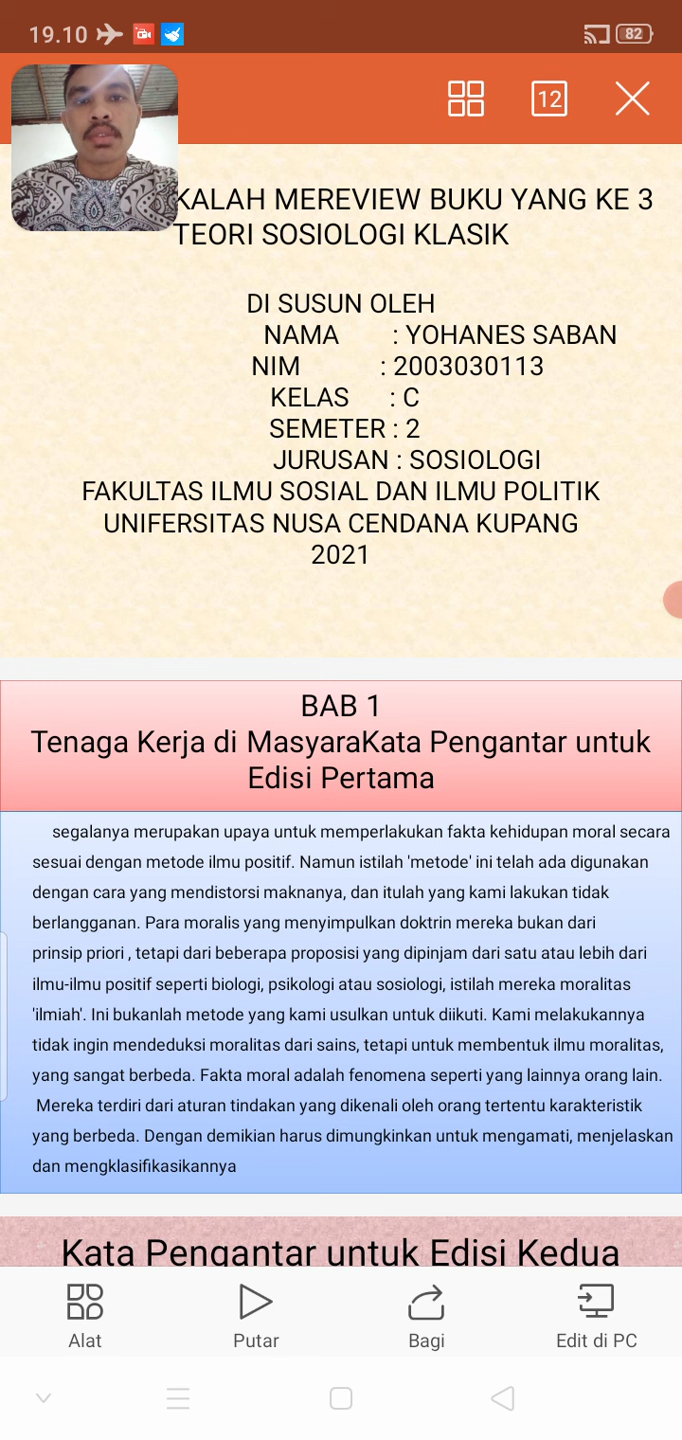 19.10
82
12
KALAH MEREVIEW BUKU YANG KE 3
TEORI SOSIOLOGI KLASIK
DI SUSUN OLEH
NAMA : YOHANES SABAN
NIM : 2003030113
KELAS : C
SEMETER : 2
JURUSAN : SOSIOLOGI
FAKULTAS ILMU SOSIAL DAN ILMU POLITIK
UNIFERSITAS NUSA CENDANA KUPANG
2021
BAB 1
Tenaga Kerja di MasyaraKata Pengantar untuk
Edisi Pertama
segalanya merupakan upaya untuk memperlakukan fakta kehidupan moral secara
sesuai dengan metode ilmu positif. Namun istilah 'metode' ini telah ada digunakan
dengan cara yang mendistorsi maknanya, dan itulah yang kami lakukan tidak
berlangganan. Para moralis yang menyimpulkan doktrin mereka bukan dari
prinsip priori , tetapi dari beberapa proposisi yang dipinjam dari satu atau lebih dari
ilmu-ilmu positif seperti biologi, psikologi atau sosiologi, istilah mereka moralitas
'ilmiah'. Ini bukanlah metode yang kami usulkan untuk diikuti. Kami melakukannya
tidak ingin mendeduksi moralitas dari sains, tetapi untuk membentuk ilmu moralitas,
yang sangat berbeda. Fakta moral adalah fenomena seperti yang lainnya orang lain.
Mereka terdiri dari aturan tindakan yang dikenali oleh orang tertentu karakteristik
yang berbeda. Dengan demikian harus dimungkinkan untuk mengamati, menjelaskan
dan mengklasifikasikannya
Kata Pengantar untuk Edisi Kedua
Alat
Putar
Bagi
Edit di PC